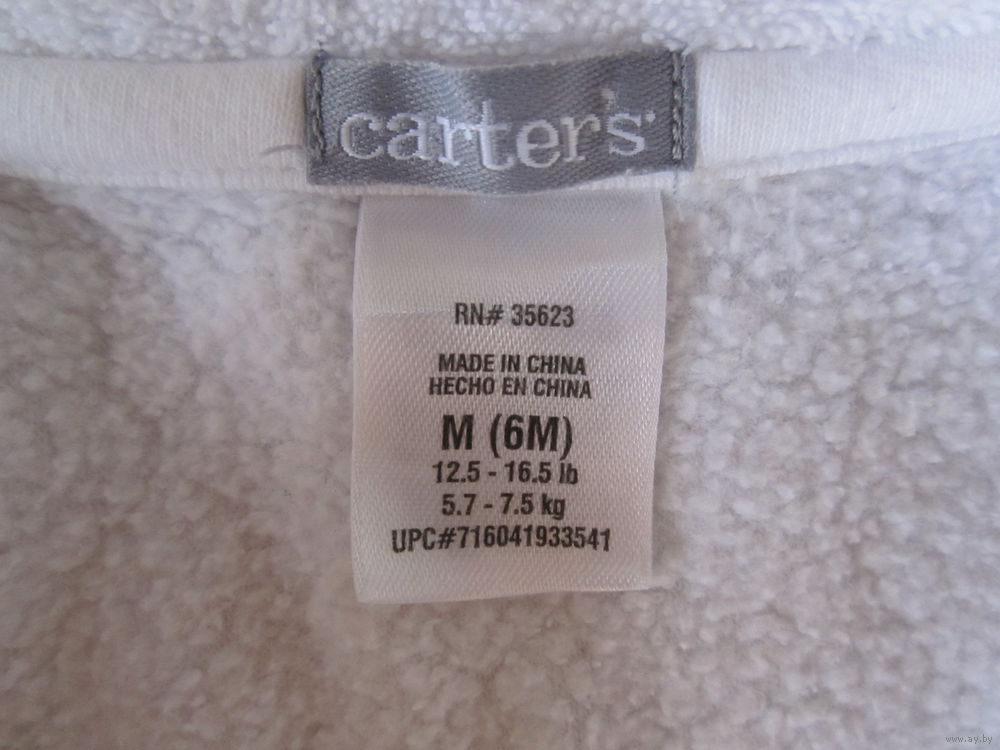 carter's
RN# 35623
MADE IN CHINA
HECHO EN CHINA
M (6M)
12.5 - 16.5 lb
5.7 - 7.5 kg
UPC#716041933541
www.ay.by